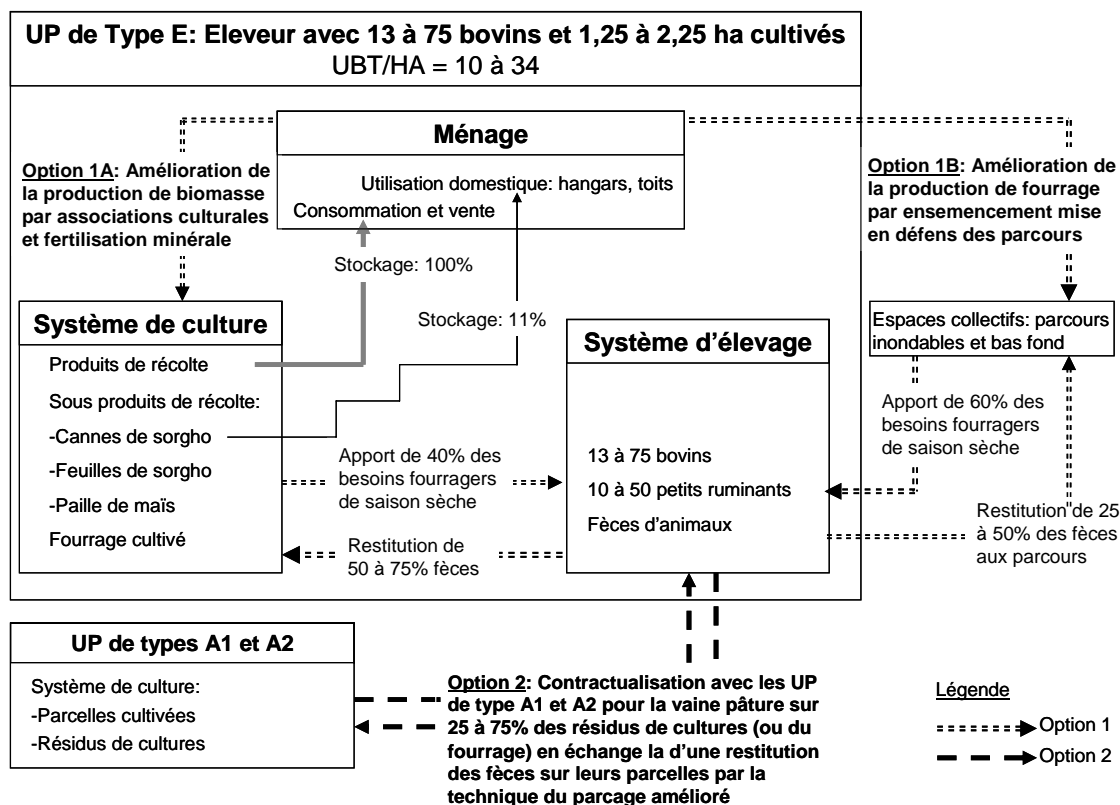 UP de Type E: Eleveur avec 13 à 75 bovins et 1,25 à 2,25 ha cultivés
UBT/HA = 10 à 34
Ménage
Utilisation domestique: hangars, toits
Consommation et vente
Option 1A: Amélioration de
la production de biomasse
par associations culturales
et fertilisation minérale
Option 1B: Amélioration de
la production de fourrage
par ensemencement mise
en défens des parcours
Stockage: 100%
Stockage: 11%
Système de culture
Produits de récolte
Sous produits de récolte:
-Cannes de sorgho
-Feuilles de sorgho
-Paille de maïs
Fourrage cultivé
Apport de 40% des
besoins fourragers
de saison sèche
Restitution de
50 à 75% fèces
Système d'élevage
13 à 75 bovins
10 à 50 petits ruminants
Fèces d'animaux
Espaces collectifs: parcours
inondables et bas fond
Apport de 60% des
besoins fourragers
de saison sèche
Restitution de 25
à 50% des fèces
aux parcours
UP de types A1 et A2
Système de culture:
-Parcelles cultivées
-Résidus de cultures
Option 2: Contractualisation avec les UP
de type A1 et A2 pour la vaine pâture sur
25 à 75% des résidus de cultures (ou du
fourrage) en échange la d'une restitution
des fèces sur leurs parcelles par la
technique du parcage amélioré
Légende
Option 1
Option 2